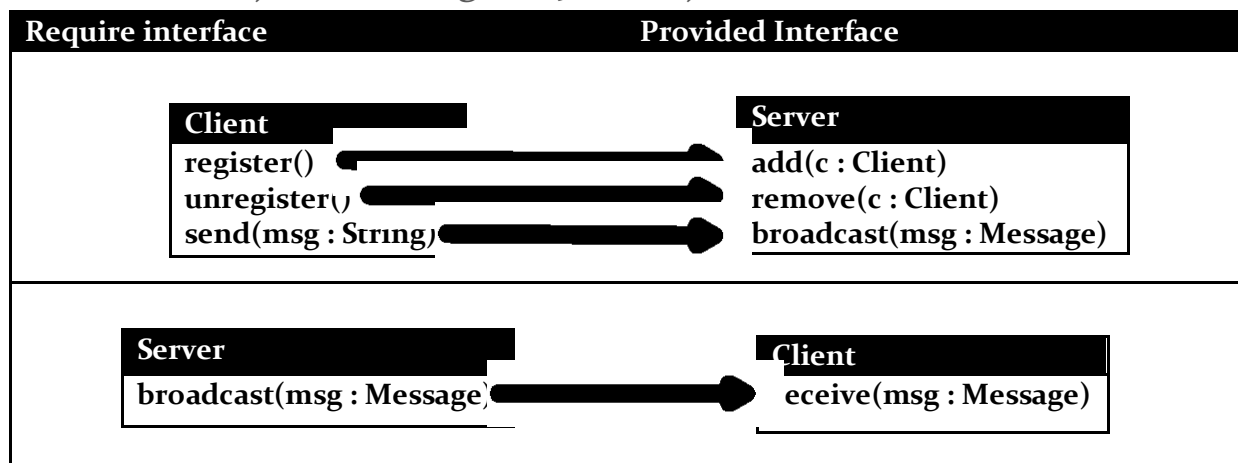 Require interface Provided Interface
Client
register()
unregister()
send(msg : String)
Server
add(c : Client)
remove(c : Client)
broadcast(msg : Message)
Server
broadcast(msg : Message)
Client
eceive(msg : Message)